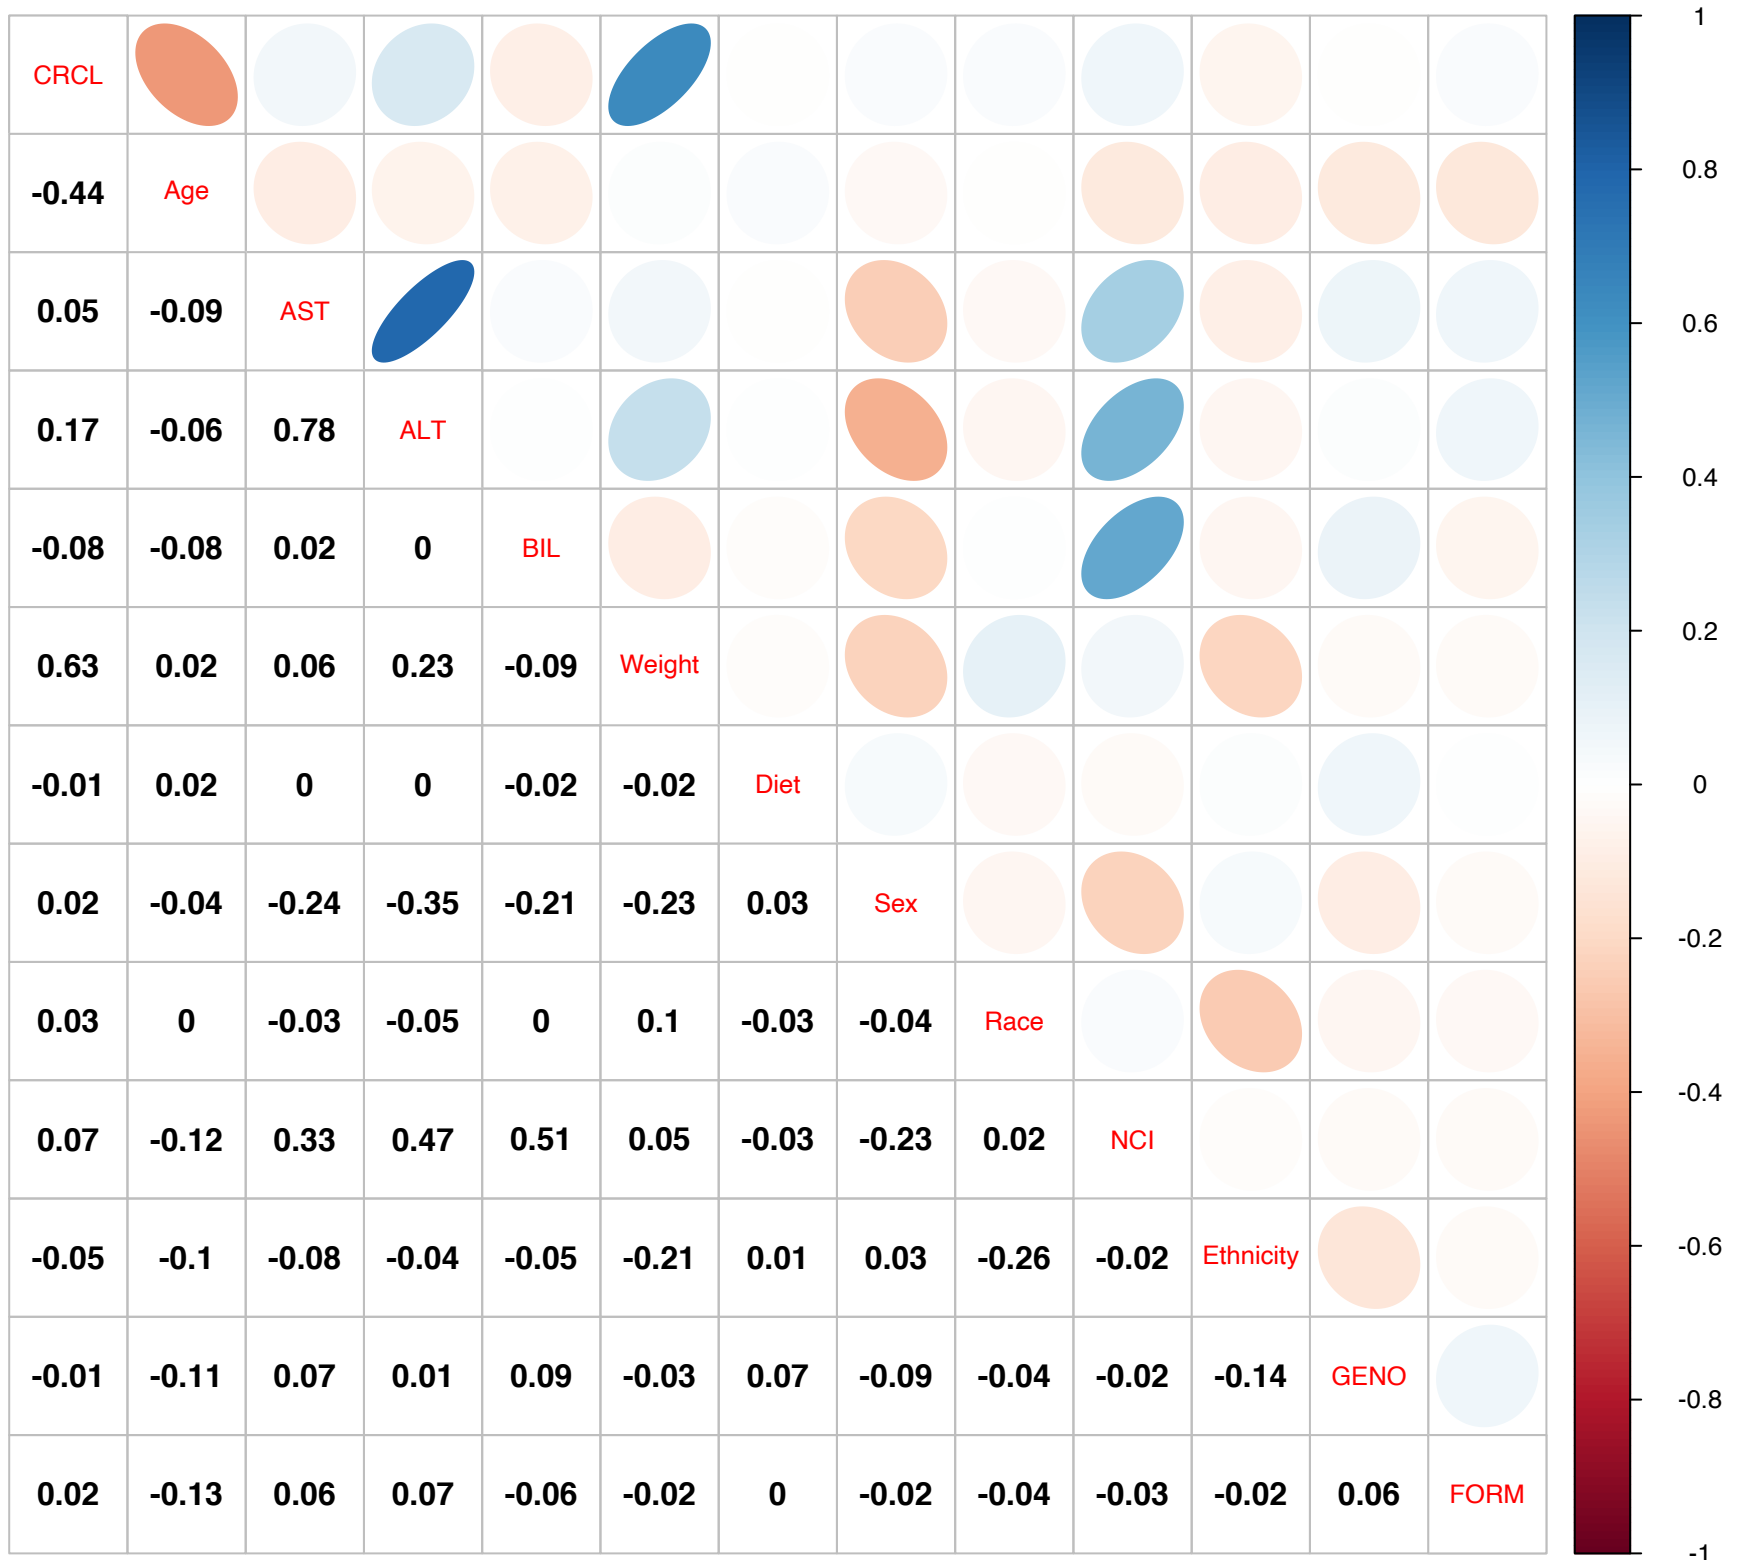 CRCL
-0.44 Age
0.05 -0.09 AST
0.17 -0.06 0.78 ALT
-0.08 -0.08 0.02 0 BIL
0.63 0.02 0.06 0.23 -0.09 Weight
-0.01 0.02 0 0 -0.02 -0.02 Diet
0.02 -0.04 -0.24 -0.35 -0.21 -0.23 0.03 Sex
0.03 0 -0.03 -0.05 0 0.1 -0.03 -0.04 Race
0.07 -0.12 0.33 0.47 0.51 0.05 -0.03 -0.23 0.02 NCI
-0.05 -0.1 -0.08 -0.04 -0.05 -0.21 0.01 0.03 -0.26 -0.02 Ethnicity
-0.01 -0.11 0.07 0.01 0.09 -0.03 0.07 -0.09 -0.04 -0.02 -0.14 GENO
0.02 -0.13 0.06 0.07 -0.06 -0.02 0 -0.02 -0.04 -0.03 -0.02 0.06 FORM
1
0.8
0.6
0.4
0.2
0
-0.2
-0.4
-0.6
-0.8
-1